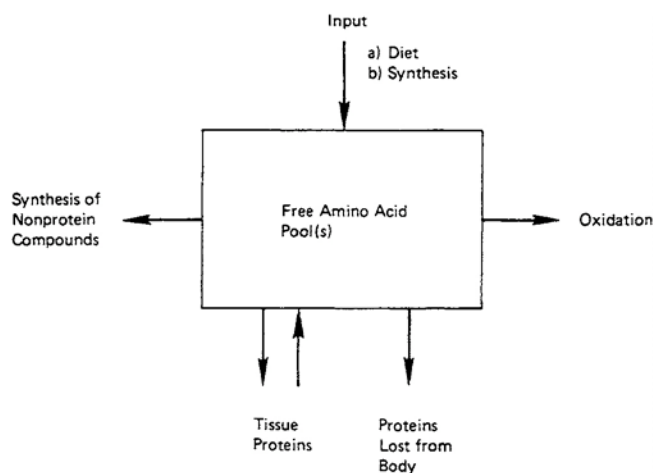 Input
a) Diet
b) Synthesis
Synthesis of
Nonprotein
Compounds
Free Amino Acid
Pool(s)
Oxidation
Tissue
Proteins
Proteins
Lost from
Body